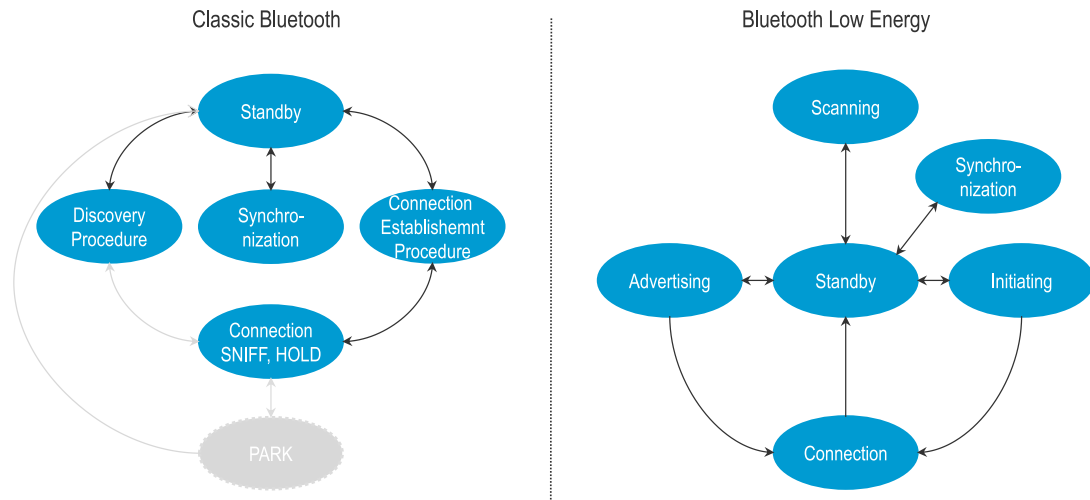 Classic Bluetooth
Standby
Discovery
Procedure
Synchro-
nization
Connection
Establishemnt
Procedure
Connection
SNIFF, HOLD
PARK
Bluetooth Low Energy
Scanning
Synchro-
nization
Advertising
Standby
Initiating
Connection